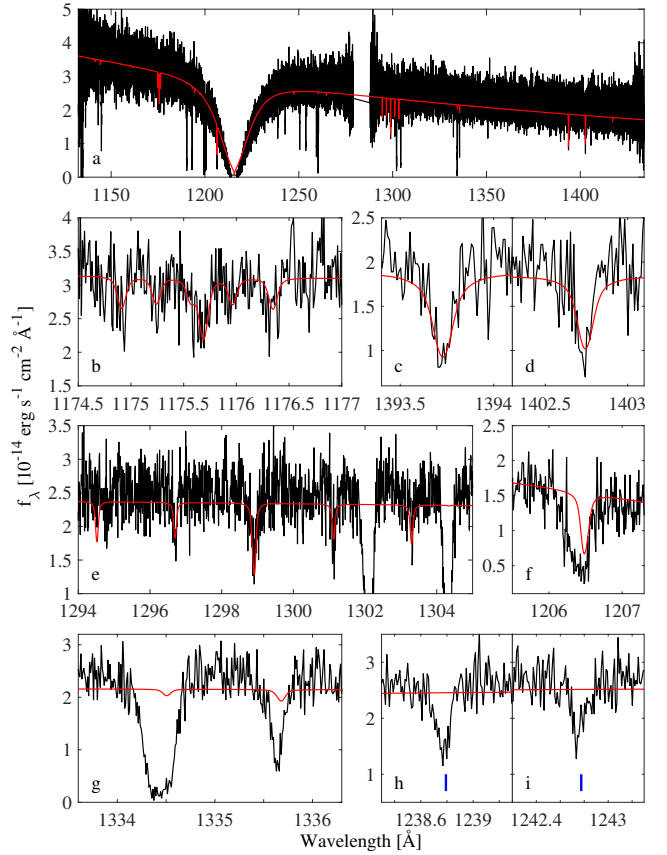 5
4
3
2
1
0
a
1150 1200 1250 1300 1350 1400
4
3.5
3
2.5
2
1.5
b
1174.5 1175 1175.5 1176 1176.5 1177
2.5
2
1.5
1
c
d
1393.5 1394 1402.5 1403
f_λ [10^-14 erg s^-1 cm^-2 Å^-1]
3.5
3
2.5
2
1.5
1
e
1294 1296 1298 1300 1302 1304
2.5
2
1.5
1
0.5
f
1206 1207
3
2
1
0
g
1334 1335 1336
3
2
1
h
i
1238.6 1239 1242.4 1243
Wavelength [Å]